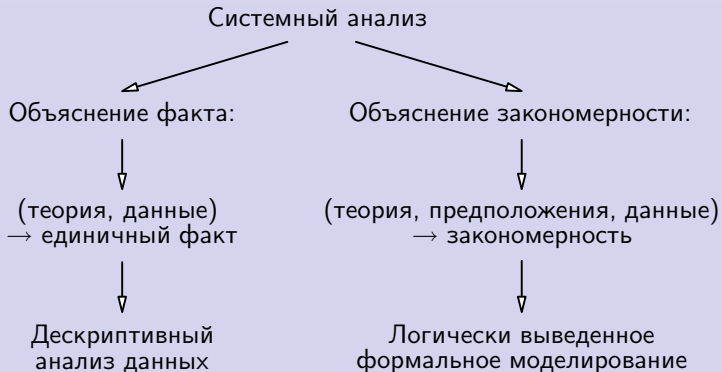 Системный анализ
Объяснение факта:
Объяснение закономерности:
(теория, данные)
→ единичный факт
(теория, предположения, данные)
→ закономерность
Дескриптивный
анализ данных
Логически выведенное
формальное моделирование